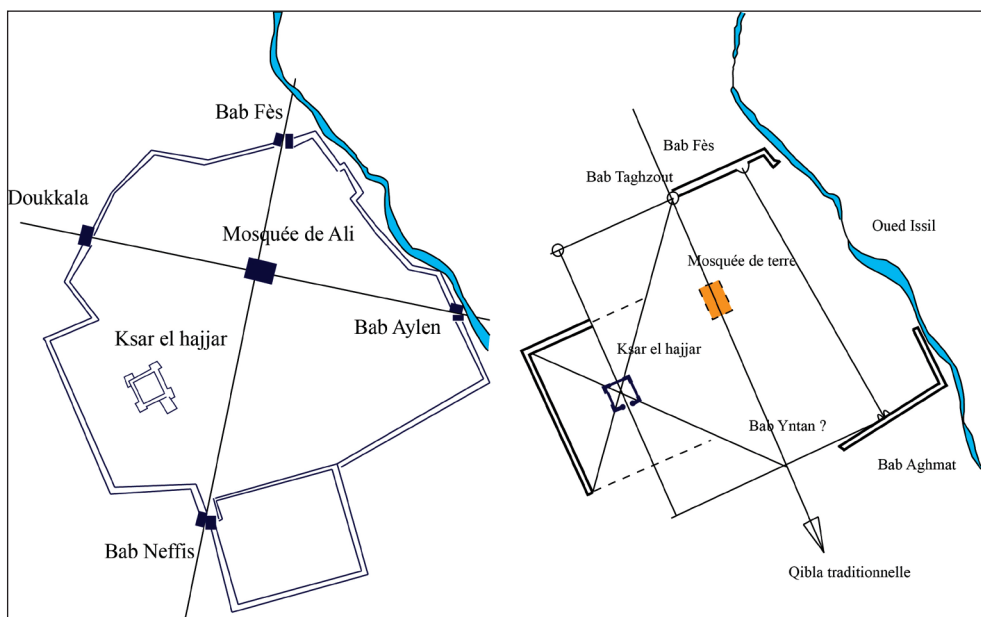 Bab Fès
Doukkala
Mosquée de Ali
Bab Aylen
Ksar el hajjar
Bab Neffis
Bab Fès
Bab Taghzout
Oued Issil
Mosquée de terre
Ksar el hajjar
Bab Yntan ?
Bab Aghmat
Qibla traditionnelle